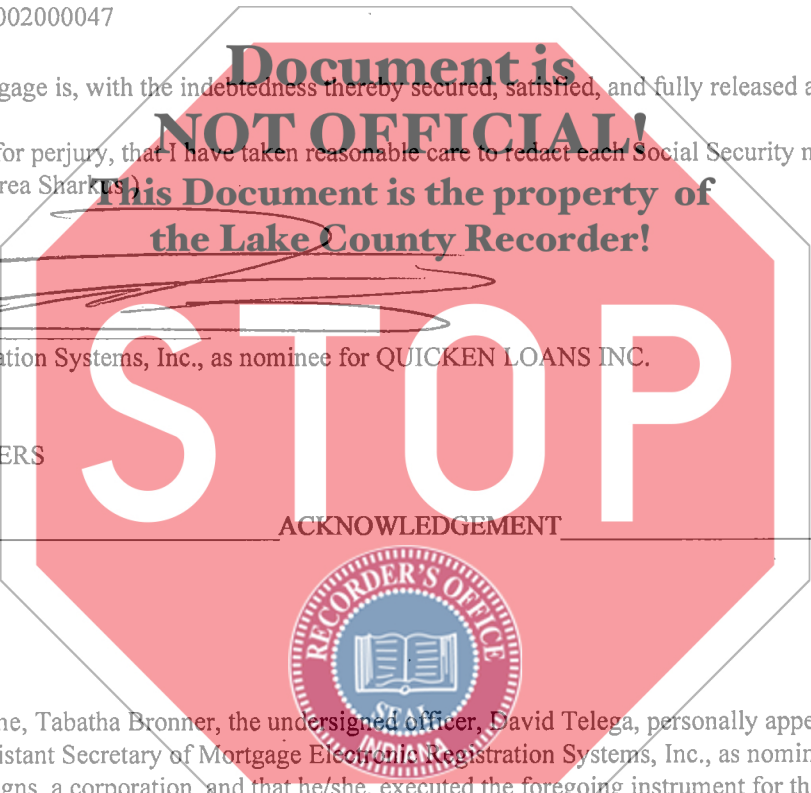 002000047
Document is
gage is, with the indebtedness thereby secured, satisfied, and fully released a
NOT OFFICIAL!
for perjury, that I have taken reasonable care to redact each Social Security n
rea Sharkus.)
This Document is the property of
the Lake County Recorder!
STOP
ation Systems, Inc., as nominee for QUICKEN LOANS INC.
ERS
ACKNOWLEDGEMENT
RECORDER'S OFFICE
SEAL
INDIANA
ne, Tabatha Bronner, the undersigned officer, David Telega, personally appe
istant Secretary of Mortgage Electronic Registration Systems, Inc., as nomin
igns, a corporation, and that he/she, executed the foregoing instrument for th